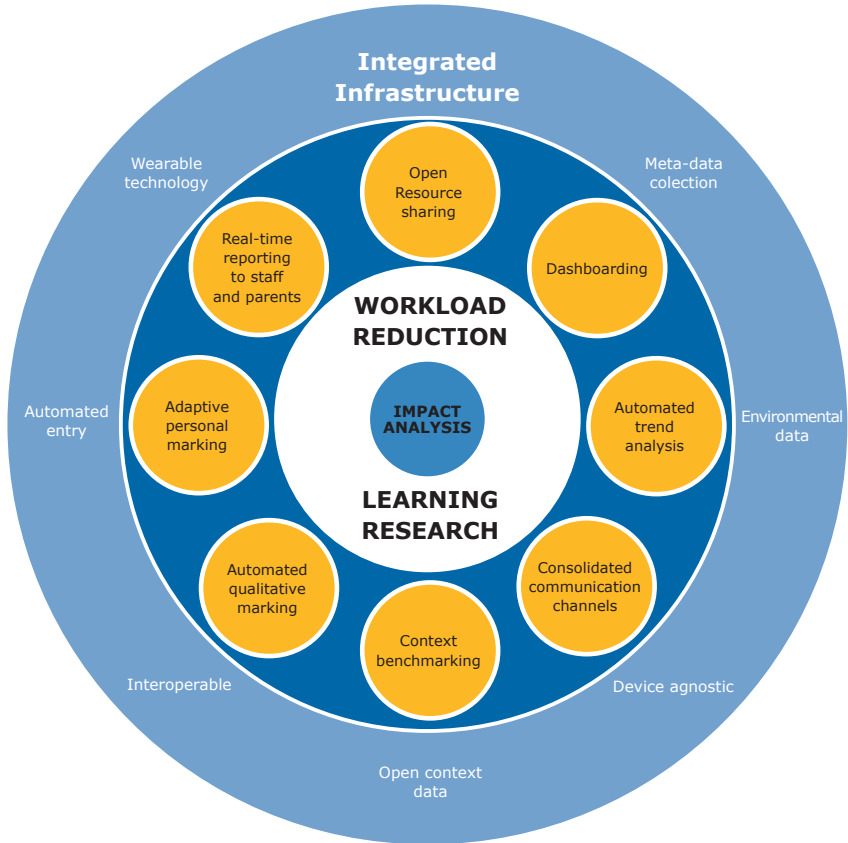 Integrated
Infrastructure
Wearable
technology
Meta-data
colection
Open
Resource
sharing
Real-time
reporting
to staff
and parents
Dashboarding
WORKLOAD
REDUCTION
Automated
entry
Adaptive
personal
marking
IMPACT
ANALYSIS
Automated
trend
analysis
Environmental
data
LEARNING
RESEARCH
Automated
qualitative
marking
Consolidated
communication
channels
Context
benchmarking
Interoperable
Device agnostic
Open context
data